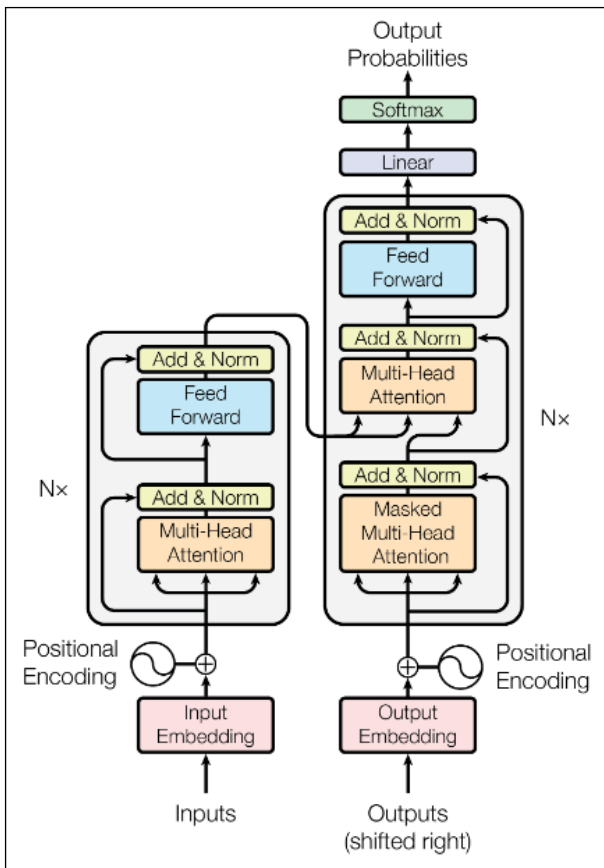 Output
Probabilities
Softmax
Linear
Add & Norm
Feed
Forward
Add & Norm
Multi-Head
Attention
Add & Norm
Masked
Multi-Head
Attention
N×
Add & Norm
Feed
Forward
Add & Norm
Multi-Head
Attention
N×
Positional
Encoding
Positional
Encoding
Input
Embedding
Output
Embedding
Inputs
Outputs
(shifted right)